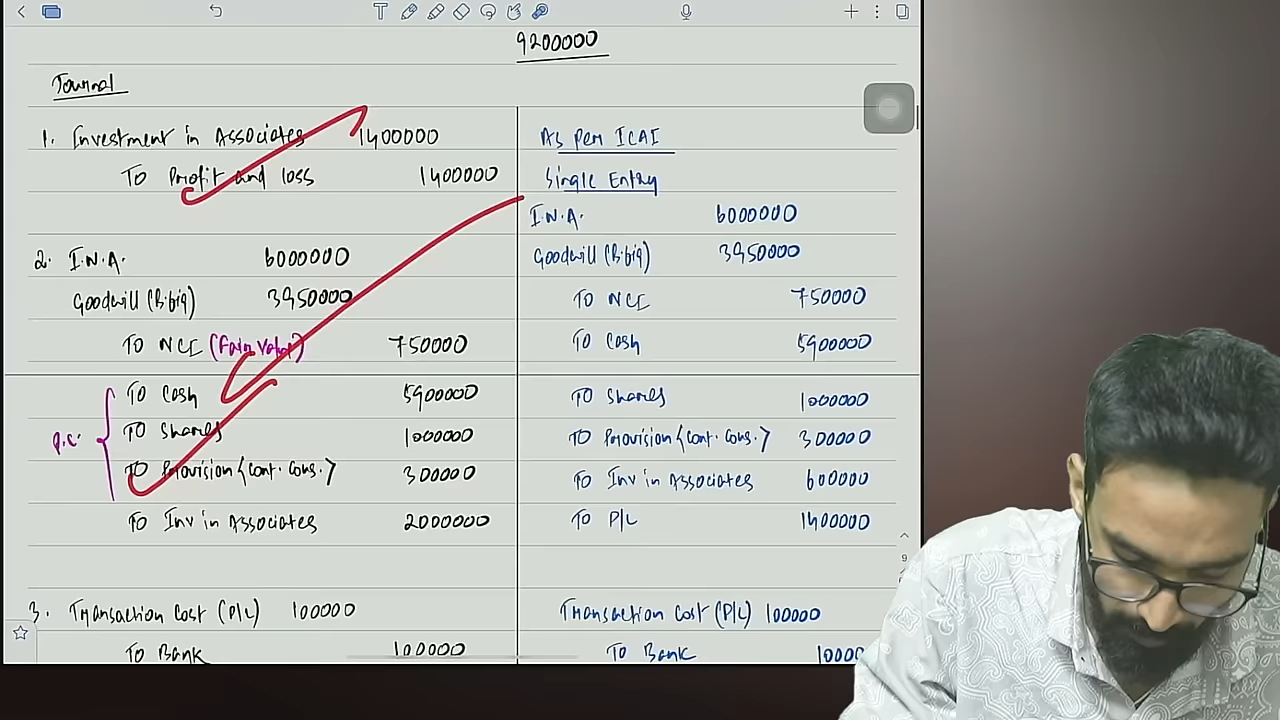 9200000
Journal
1. Investment in Associates 1400000
To Profit and loss 1400000
2. I.N.A. 6000000
Goodwill (B.fig) 3950000
To NCI (Fair Value) 750000
P.C.
To Cash 5900000
To Shares 1000000
To Provision {Cont. Cons.} 300000
To Inv in Associates 2000000
3. Transaction Cost (P/L) 100000
To Bank 100000
As per ICAI
Single Entry
I.N.A. 6000000
Goodwill (B.fig) 3950000
To NCI 750000
To Cash 5900000
To Shares 1000000
To Provision {Cont. Cons.} 300000
To Inv in Associates 600000
To P/L 1400000
Transaction Cost (P/L) 100000
To Bank 10000
9